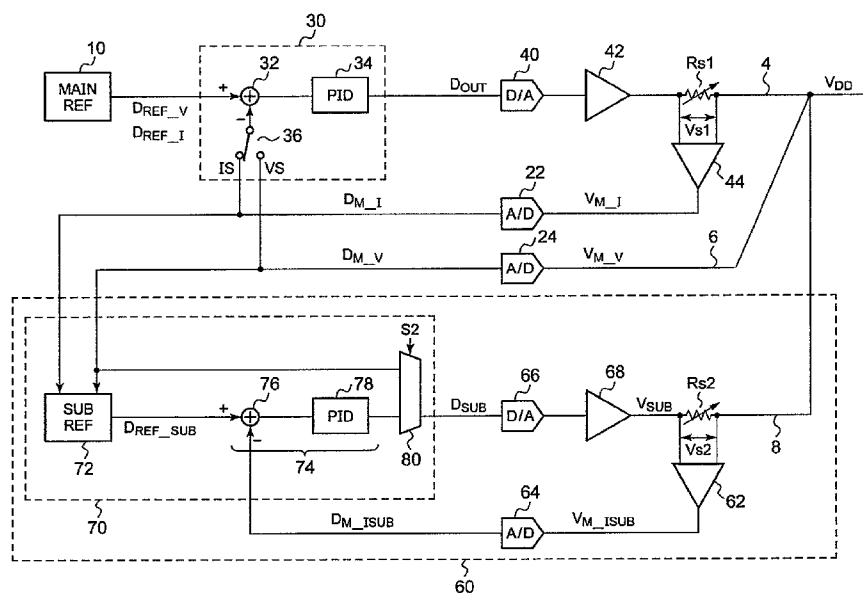 30
10
32
34
40
42
Rs1
4
VDD
MAIN
REF
+
PID
DOUT
D/A
DREF_V
DREF_I
−
36
Vs1
IS
VS
44
22
DM_I
A/D
VM_I
24
6
DM_V
A/D
VM_V
S2
76
78
66
68
VSUB
Rs2
SUB
REF
+
PID
DSUB
D/A
DREF_SUB
−
8
72
74
80
Vs2
64
62
70
DM_ISUB
A/D
VM_ISUB
60